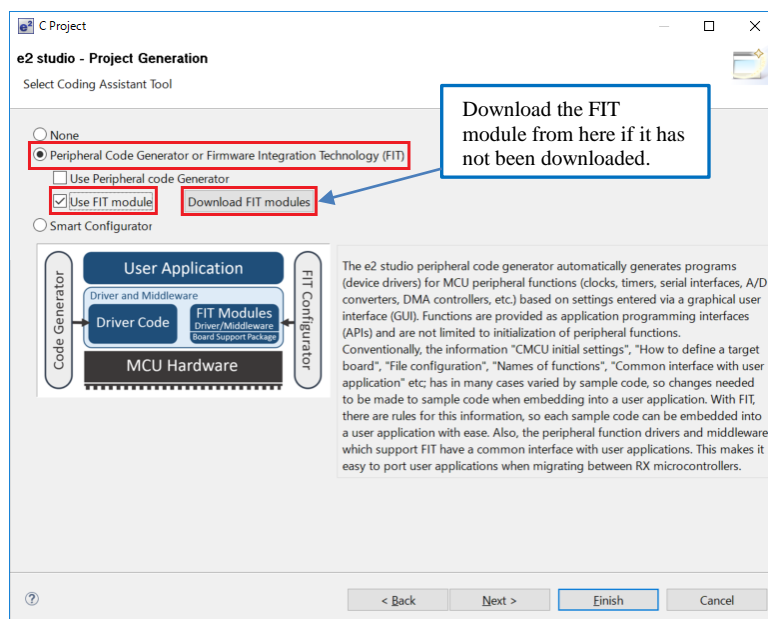 e² C Project
e2 studio - Project Generation
Select Coding Assistant Tool
Download the FIT
module from here if it has
not been downloaded.
None
Peripheral Code Generator or Firmware Integration Technology (FIT)
Use Peripheral code Generator
Use FIT module
Download FIT modules
Smart Configurator
Code Generator
User Application
Driver and Middleware
Driver Code
FIT Modules
Driver/Middleware
Board Support Package
MCU Hardware
FIT Configurator
The e2 studio peripheral code generator automatically generates programs
(device drivers) for MCU peripheral functions (clocks, timers, serial interfaces, A/D
converters, DMA controllers, etc.) based on settings entered via a graphical user
interface (GUI). Functions are provided as application programming interfaces
(APIs) and are not limited to initialization of peripheral functions.
Conventionally, the information "CMCU initial settings", "How to define a target
board", "File configuration", "Names of functions", "Common interface with user
application" etc; has in many cases varied by sample code, so changes needed
to be made to sample code when embedding into a user application. With FIT,
there are rules for this information, so each sample code can be embedded into
a user application with ease. Also, the peripheral function drivers and middleware
which support FIT have a common interface with user applications. This makes it
easy to port user applications when migrating between RX microcontrollers.
?
< Back
Next >
Finish
Cancel